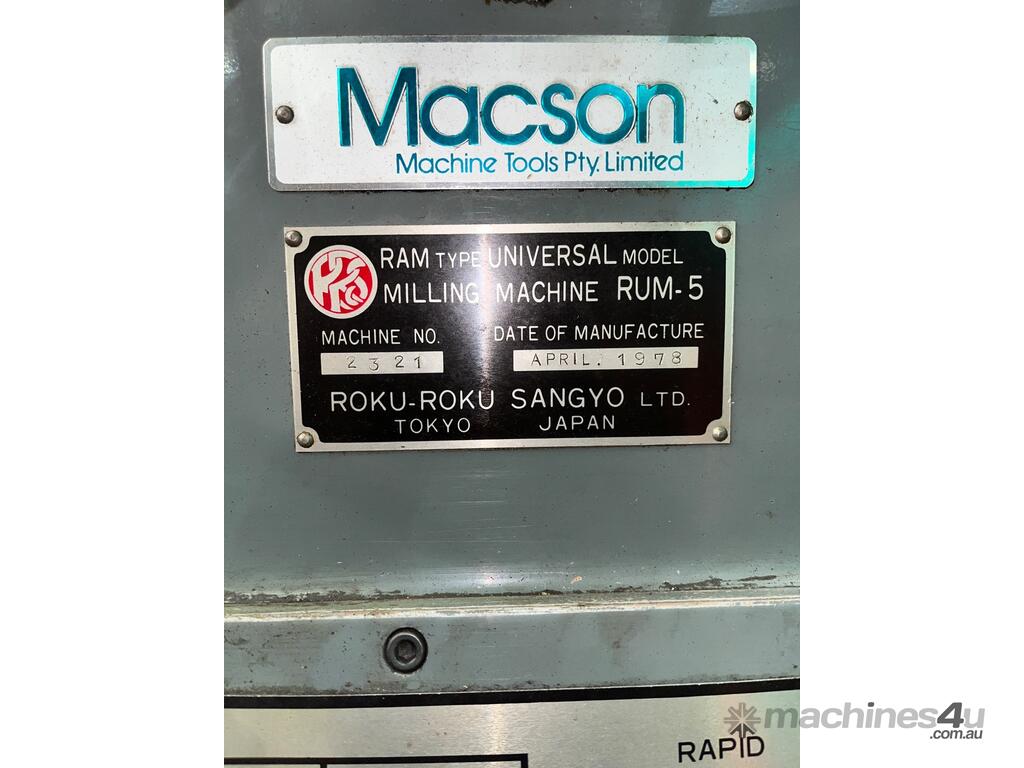 Macson
Machine Tools Pty. Limited
RAM TYPE UNIVERSAL MODEL
MILLING MACHINE RUM-5
MACHINE NO. DATE OF MANUFACTURE
2321 APRIL. 1978
ROKU-ROKU SANGYO LTD.
TOKYO JAPAN
RAPID
machines4u
.com.au